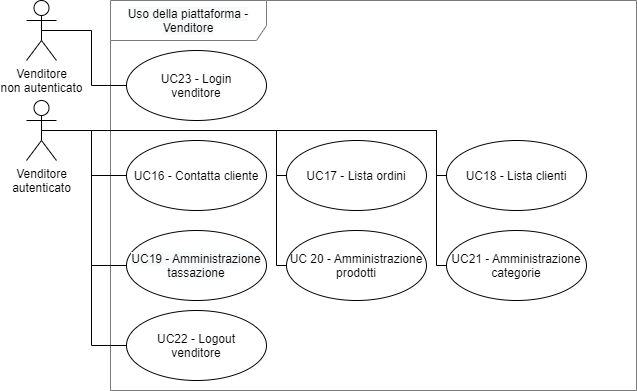 Uso della piattaforma -
Venditore
Venditore
non autenticato
UC23 - Login
venditore
Venditore
autenticato
UC16 - Contatta cliente
UC17 - Lista ordini
UC18 - Lista clienti
UC19 - Amministrazione
tassazione
UC 20 - Amministrazione
prodotti
UC21 - Amministrazione
categorie
UC22 - Logout
venditore